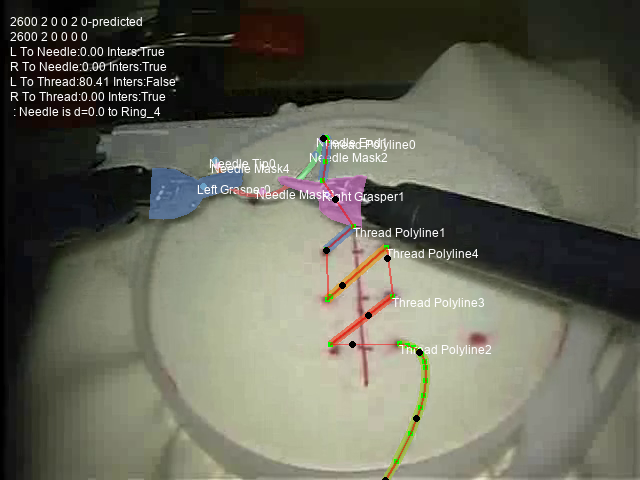 2600 2 0 0 2 0-predicted
2600 2 0 0 0 0
L To Needle:0.00 Inters:True
R To Needle:0.00 Inters:True
L To Thread:80.41 Inters:False
R To Thread:0.00 Inters:True
: Needle is d=0.0 to Ring_4
Needle End1
Thread Polyline0
Needle Mask2
Needle Tip0
Needle Mask4
Left Grasper0
Needle Mask3
Right Grasper1
Thread Polyline1
Thread Polyline4
Thread Polyline3
Thread Polyline2